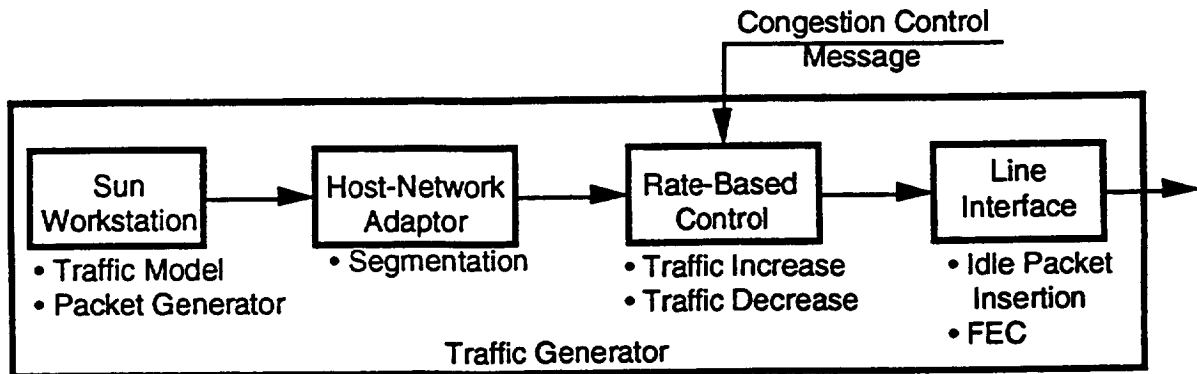 Congestion Control
Message
Sun
Workstation
• Traffic Model
• Packet Generator
Host-Network
Adaptor
• Segmentation
Rate-Based
Control
• Traffic Increase
• Traffic Decrease
Line
Interface
• Idle Packet
Insertion
• FEC
Traffic Generator